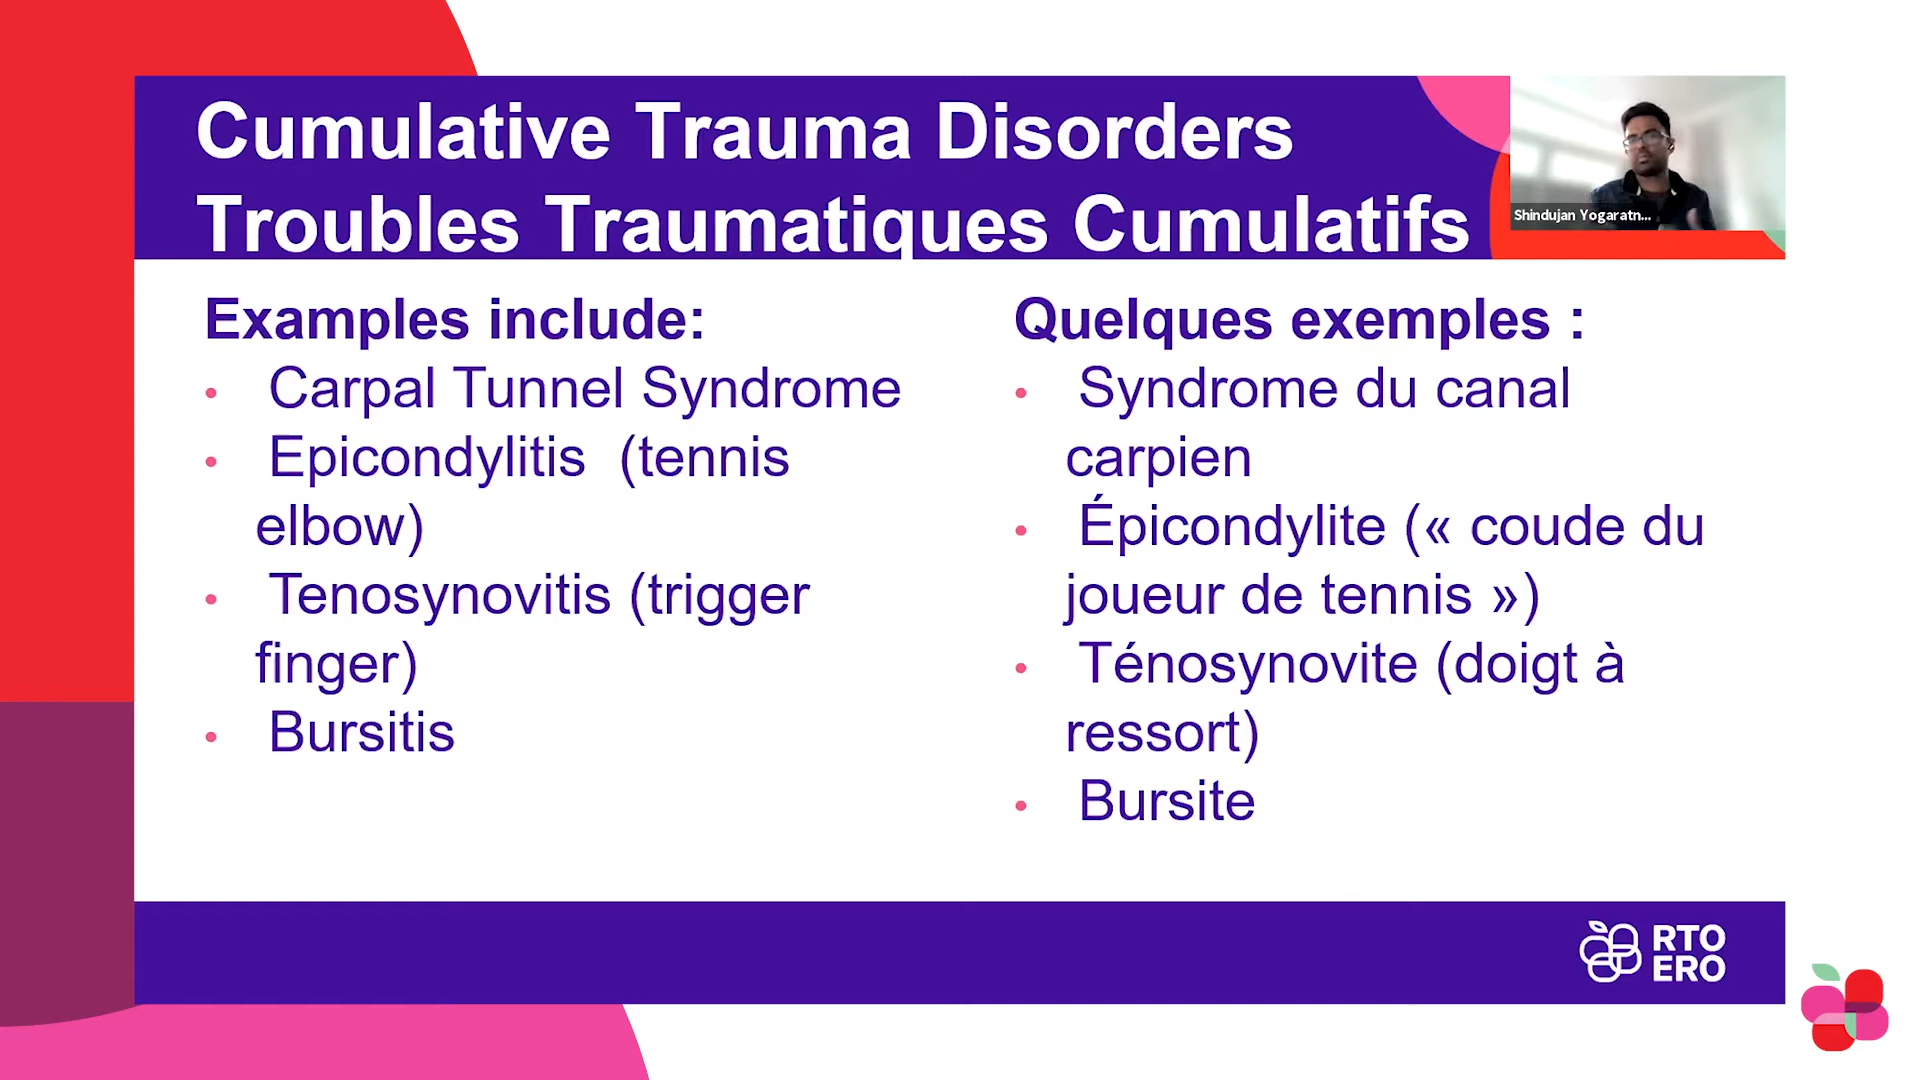 Cumulative Trauma Disorders
Troubles Traumatiques Cumulatifs
Shindujan Yogaratn...
Examples include:
• Carpal Tunnel Syndrome
• Epicondylitis (tennis
elbow)
• Tenosynovitis (trigger
finger)
• Bursitis
Quelques exemples :
• Syndrome du canal
carpien
• Épicondylite (« coude du
joueur de tennis »)
• Ténosynovite (doigt à
ressort)
• Bursite
RTO
ERO